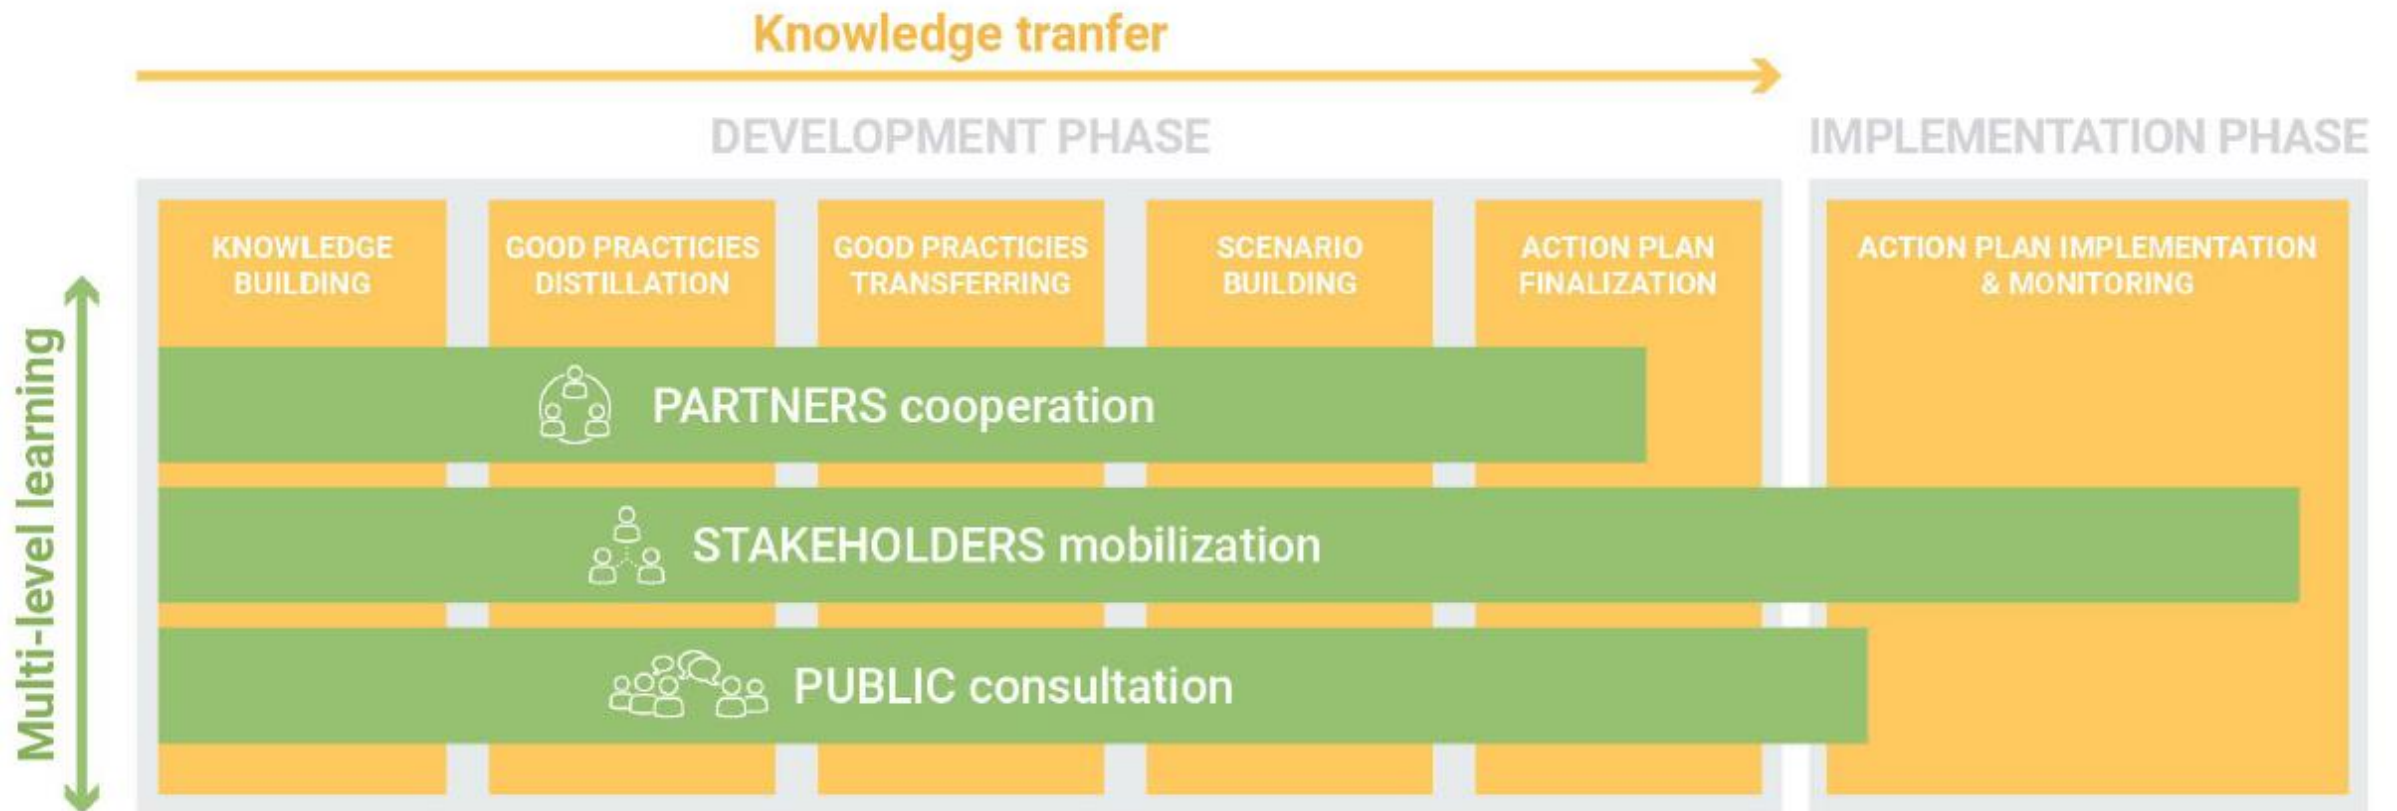 Knowledge tranfer
DEVELOPMENT PHASE
IMPLEMENTATION PHASE
KNOWLEDGE
BUILDING
GOOD PRACTICIES
DISTILLATION
GOOD PRACTICIES
TRANSFERRING
SCENARIO
BUILDING
ACTION PLAN
FINALIZATION
ACTION PLAN IMPLEMENTATION
& MONITORING
Multi-level learning
PARTNERS cooperation
STAKEHOLDERS mobilization
PUBLIC consultation